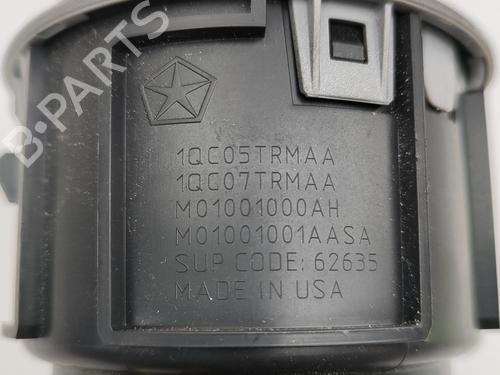 B-PARTS
1QC05TRMAA
1QC07TRMAA
M01001000AH
M01001001AASA
SUP CODE: 62635
MADE IN USA